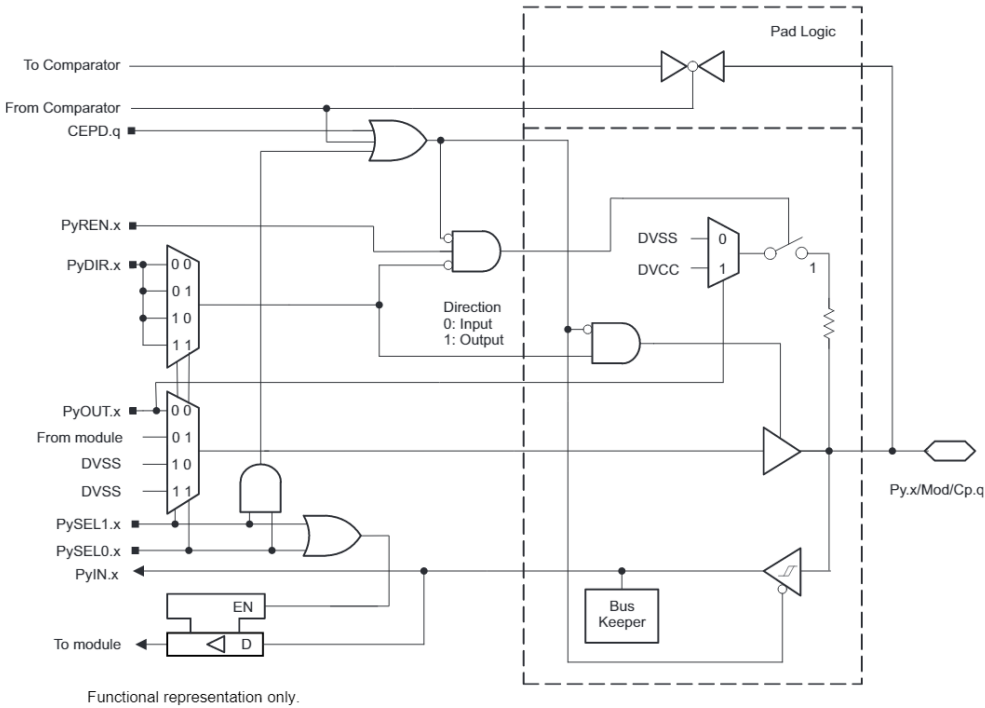 Pad Logic
To Comparator
From Comparator
CEPD.q
PyREN.x
PyDIR.x
0 0
0 1
1 0
1 1
DVSS
0
DVCC
1
1
Direction
0: Input
1: Output
PyOUT.x
0 0
From module
0 1
DVSS
1 0
DVSS
1 1
Py.x/Mod/Cp.q
PySEL1.x
PySEL0.x
PyIN.x
EN
Bus
Keeper
To module
D
Functional representation only.